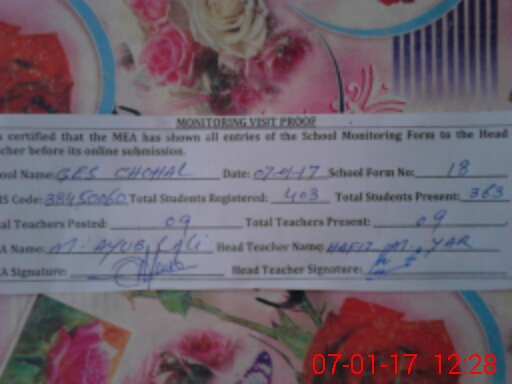 MONITORING VISIT PROOF
s certified that the MEA has shown all entries of the School Monitoring Form to the Head
cher before its online submission.
ool Name: GES CHOHAL Date: 07-01-17 School Form No: 18
IS Code: 38450060 Total Students Registered: 403 Total Students Present: 363
al Teachers Posted: 09 Total Teachers Present: 09
A Name: M. AYUB ALi Head Teacher Name: HAFIZ M. YAR
A Signature: Head Teacher Signature:
07-01-17 12:28